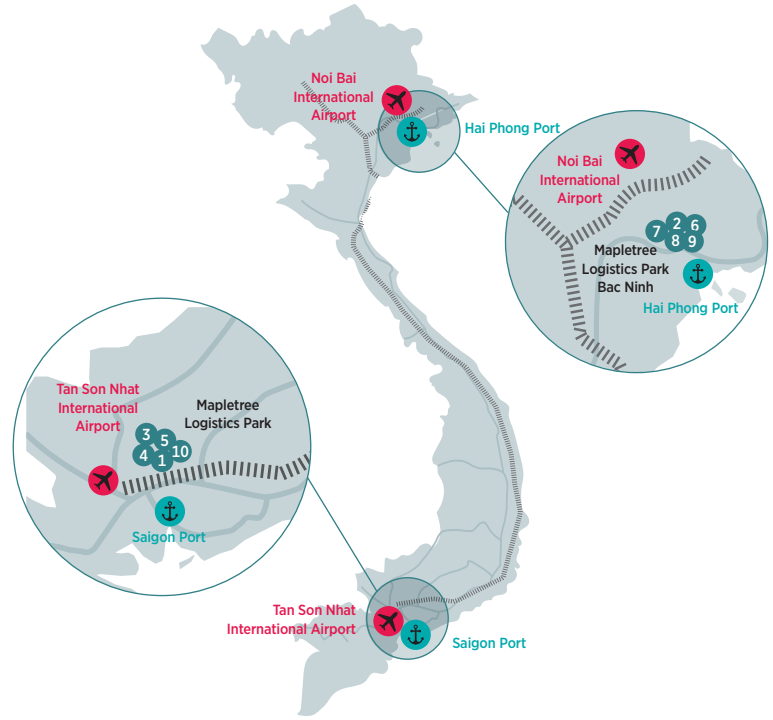 Noi Bai
International
Airport
Hai Phong Port
Noi Bai
International
Airport
2 6
7
8 9
Mapletree
Logistics Park
Bac Ninh
Hai Phong Port
Tan Son Nhat
International
Airport
Mapletree
Logistics Park
3 5
4 1 10
Saigon Port
Tan Son Nhat
International Airport
Saigon Port